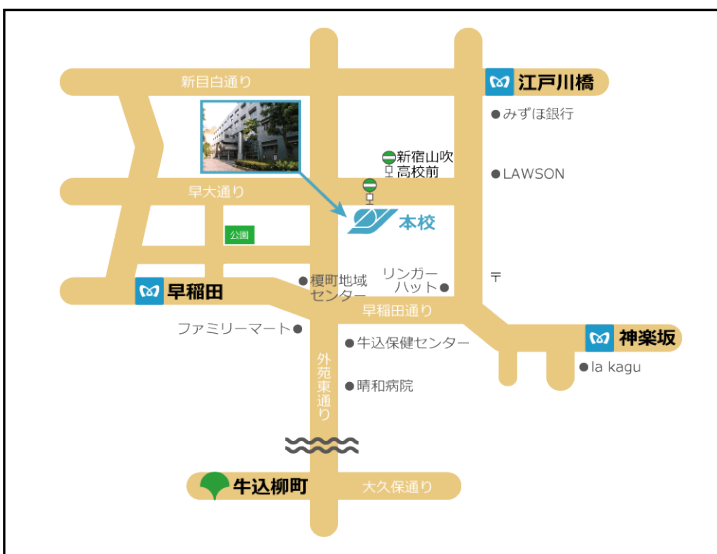 新目白通り
江戸川橋
みずほ銀行
新宿山吹
高校前
LAWSON
早大通り
本校
公園
榎町地域
センター
リンガー
ハット
〒
早稲田
早稲田通り
ファミリーマート
牛込保健センター
神楽坂
la kagu
外苑東通り
晴和病院
牛込柳町
大久保通り